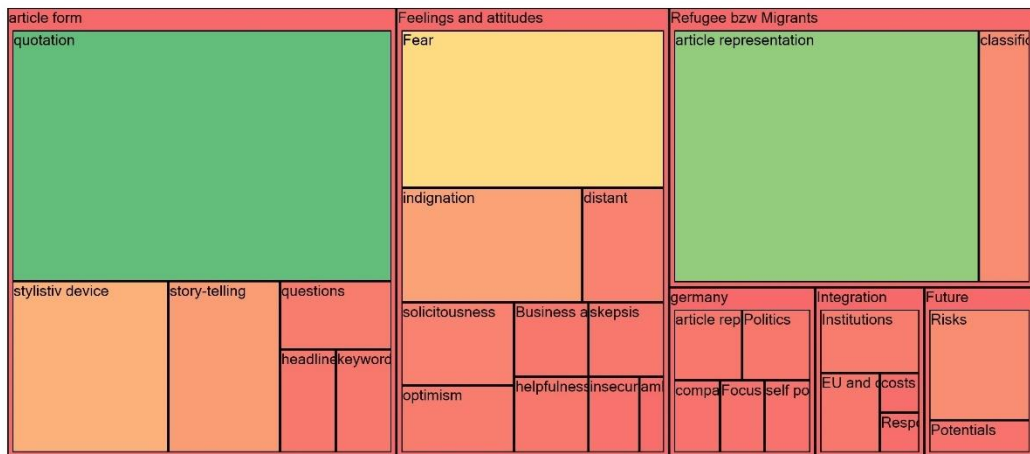 article form
quotation
stylistiv device
story-telling
questions
headline
keyword
Feelings and attitudes
Fear
indignation
distant
solicitousness
Business a
skepsis
optimism
helpfulness
insecur
aml
Refugee bzw Migrants
article representation
classific
germany
article rep
Politics
compa
Focus
self po
Integration
Institutions
EU and c
costs
Respo
Future
Risks
Potentials